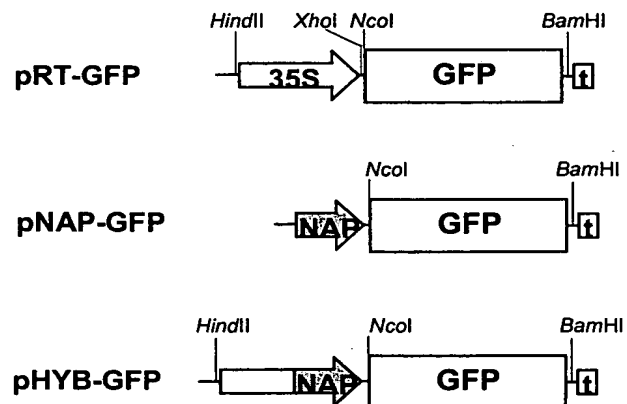 HindII XhoI NcoI BamHI
pRT-GFP 35S GFP t
NcoI BamHI
pNAP-GFP NAP GFP t
HindII NcoI BamHI
pHYB-GFP NAP GFP t